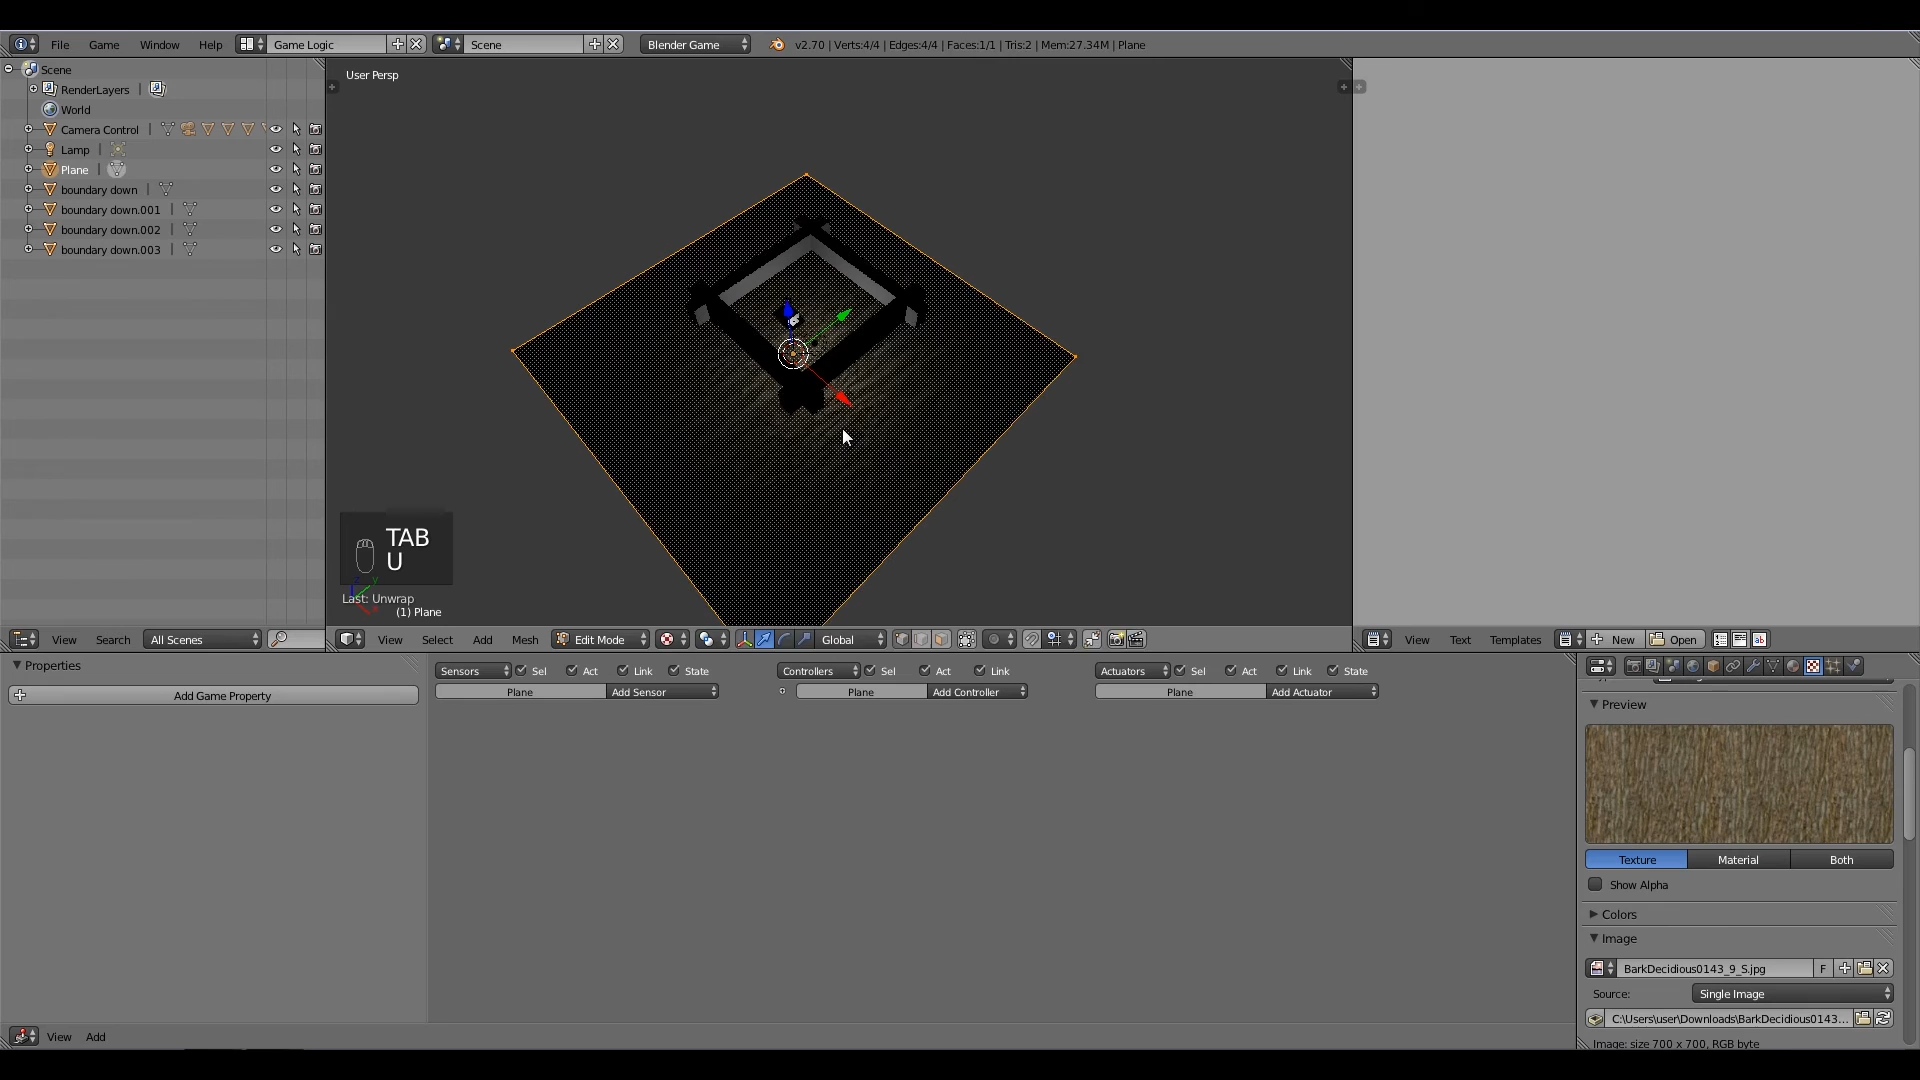 File Game Window Help Game Logic Scene Blender Game v2.70 | Verts:4/4 | Edges:4/4 | Faces:1/1 | Tris:2 | Mem:27.34M | Plane
Scene
RenderLayers
World
Camera Control
Lamp
Plane
boundary down
boundary down.001
boundary down.002
boundary down.003
User Persp
TAB
U
Last: Unwrap
(1) Plane
View Search All Scenes
View Select Add Mesh Edit Mode Global
View Text Templates New Open
Properties
Add Game Property
Sensors Sel Act Link State Controllers Sel Act Link Actuators Sel Act Link State
Plane Add Sensor Plane Add Controller Plane Add Actuator
Preview
Texture Material Both
Show Alpha
Colors
Image
BarkDecidious0143_9_S.jpg F
Source: Single Image
C:\Users\user\Downloads\BarkDecidious0143...
Image: size 700 x 700, RGB byte
View Add